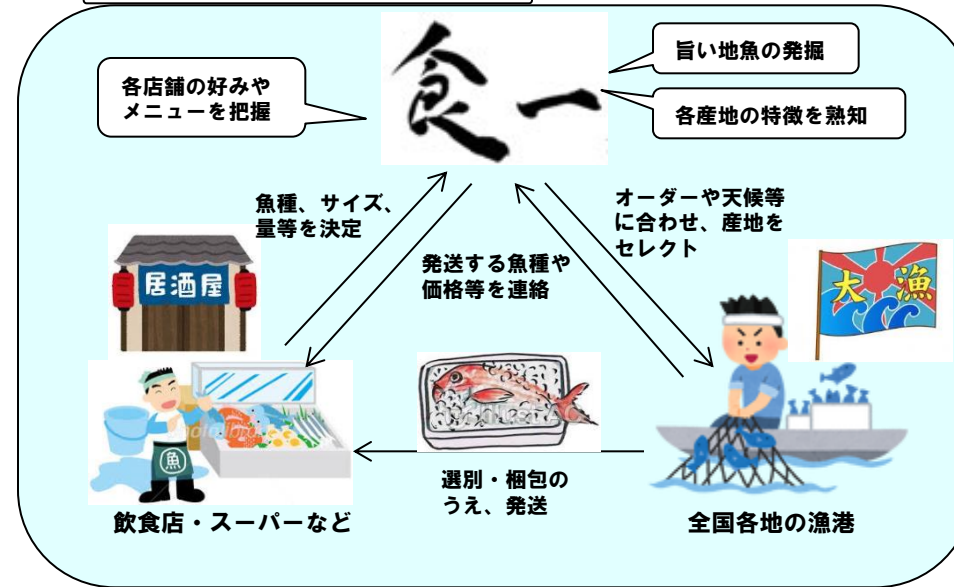 食一
旨い地魚の発掘
各産地の特徴を熟知
各店舗の好みや
メニューを把握
魚種、サイズ、
量等を決定
発送する魚種や
価格等を連絡
オーダーや天候等
に合わせ、産地を
セレクト
居酒屋
大漁
魚
選別・梱包の
うえ、発送
飲食店・スーパーなど
全国各地の漁港